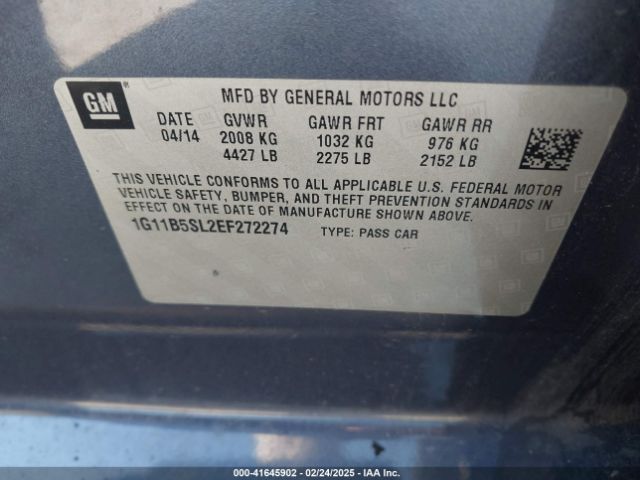 GM
MFD BY GENERAL MOTORS LLC
DATE GVWR GAWR FRT GAWR RR
04/14 2008 KG 1032 KG 976 KG
4427 LB 2275 LB 2152 LB
THIS VEHICLE CONFORMS TO ALL APPLICABLE U.S. FEDERAL MOTOR
VEHICLE SAFETY, BUMPER, AND THEFT PREVENTION STANDARDS IN
EFFECT ON THE DATE OF MANUFACTURE SHOWN ABOVE.
1G11B5SL2EF272274 TYPE: PASS CAR
000-41645902 - 02/24/2025 - IAA Inc.